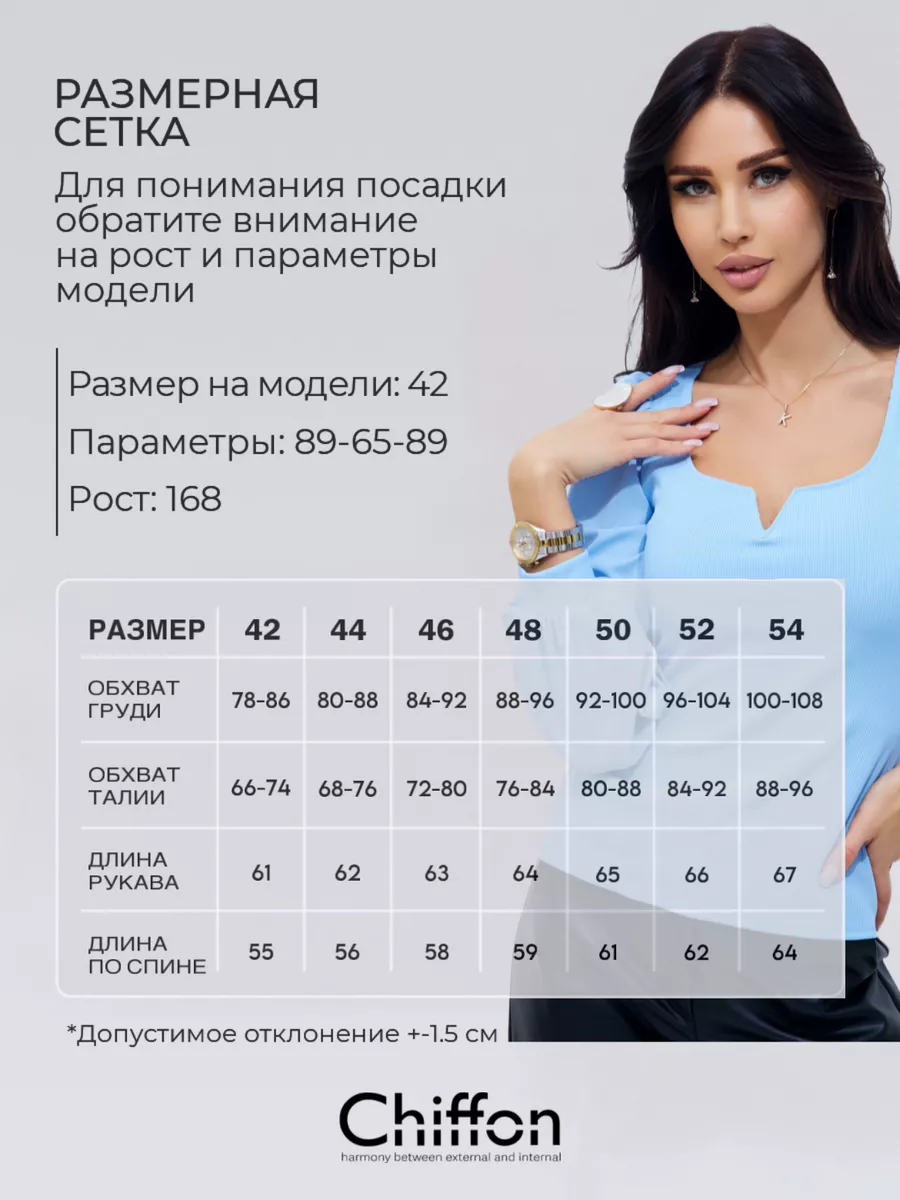 РАЗМЕРНАЯ
СЕТКА
Для понимания посадки
обратите внимание
на рост и параметры
модели
Размер на модели: 42
Параметры: 89-65-89
Рост: 168
РАЗМЕР 42 44 46 48 50 52 54
ОБХВАТ
ГРУДИ 78-86 80-88 84-92 88-96 92-100 96-104 100-108
ОБХВАТ
ТАЛИИ 66-74 68-76 72-80 76-84 80-88 84-92 88-96
ДЛИНА
РУКАВА 61 62 63 64 65 66 67
ДЛИНА
ПО СПИНЕ 55 56 58 59 61 62 64
*Допустимое отклонение +-1.5 см
Chiffon
harmony between external and internal